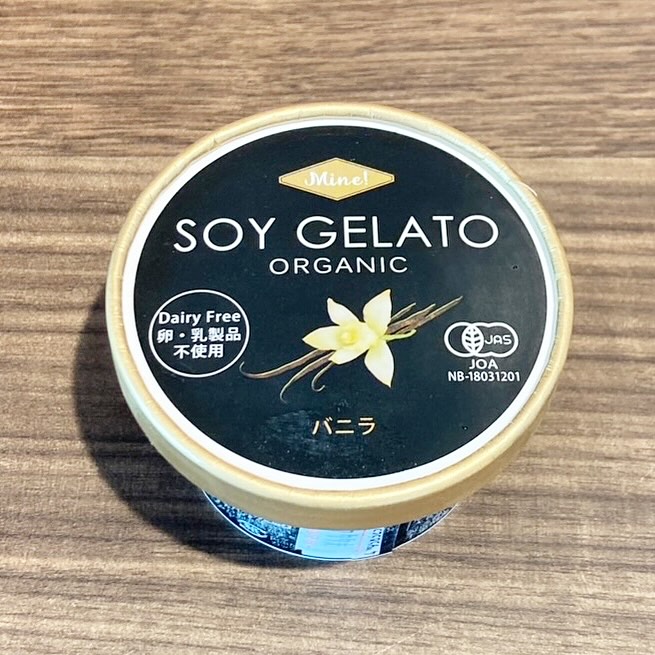 Mine!
SOY GELATO
ORGANIC
Dairy Free
卵・乳製品
不使用
JAS
JOA
NB-18031201
バニラ